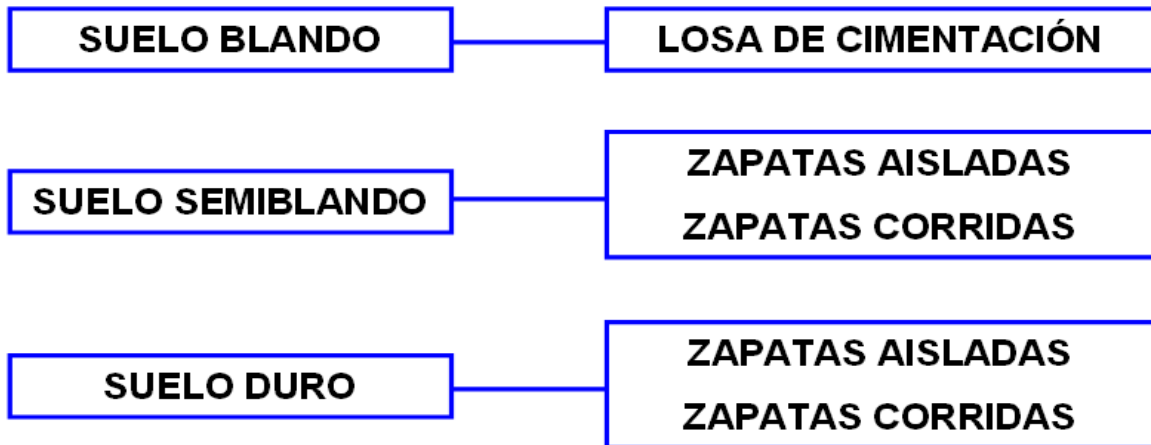 SUELO BLANDO
LOSA DE CIMENTACIÓN
SUELO SEMIBLANDO
ZAPATAS AISLADAS
ZAPATAS CORRIDAS
SUELO DURO
ZAPATAS AISLADAS
ZAPATAS CORRIDAS